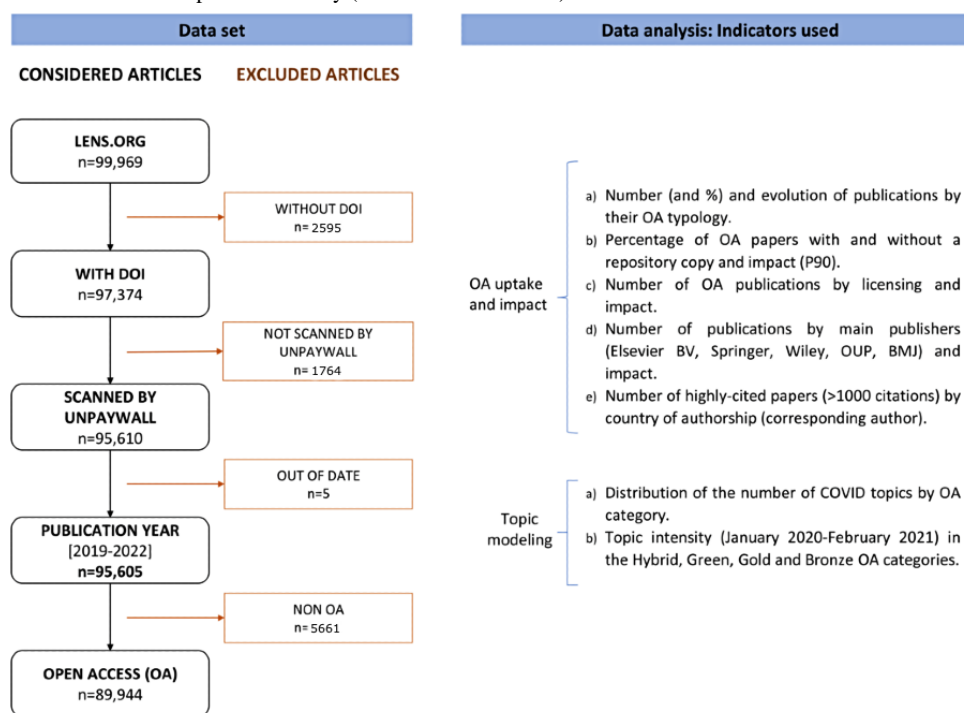 Data set
CONSIDERED ARTICLES
EXCLUDED ARTICLES
LENS.ORG
n=99,969
WITHOUT DOI
n= 2595
WITH DOI
n=97,374
NOT SCANNED BY
UNPAYWALL
n= 1764
SCANNED BY
UNPAYWALL
n=95,610
OUT OF DATE
n=5
PUBLICATION YEAR
[2019-2022]
n=95,605
NON OA
n= 5661
OPEN ACCESS (OA)
n=89,944
Data analysis: Indicators used
OA uptake
and impact
a) Number (and %) and evolution of publications by
their OA typology.
b) Percentage of OA papers with and without a
repository copy and impact (P90).
c) Number of OA publications by licensing and
impact.
d) Number of publications by main publishers
(Elsevier BV, Springer, Wiley, OUP, BMJ) and
impact.
e) Number of highly-cited papers (>1000 citations) by
country of authorship (corresponding author).
Topic
modeling
a) Distribution of the number of COVID topics by OA
category.
b) Topic intensity (January 2020-February 2021) in
the Hybrid, Green, Gold and Bronze OA categories.